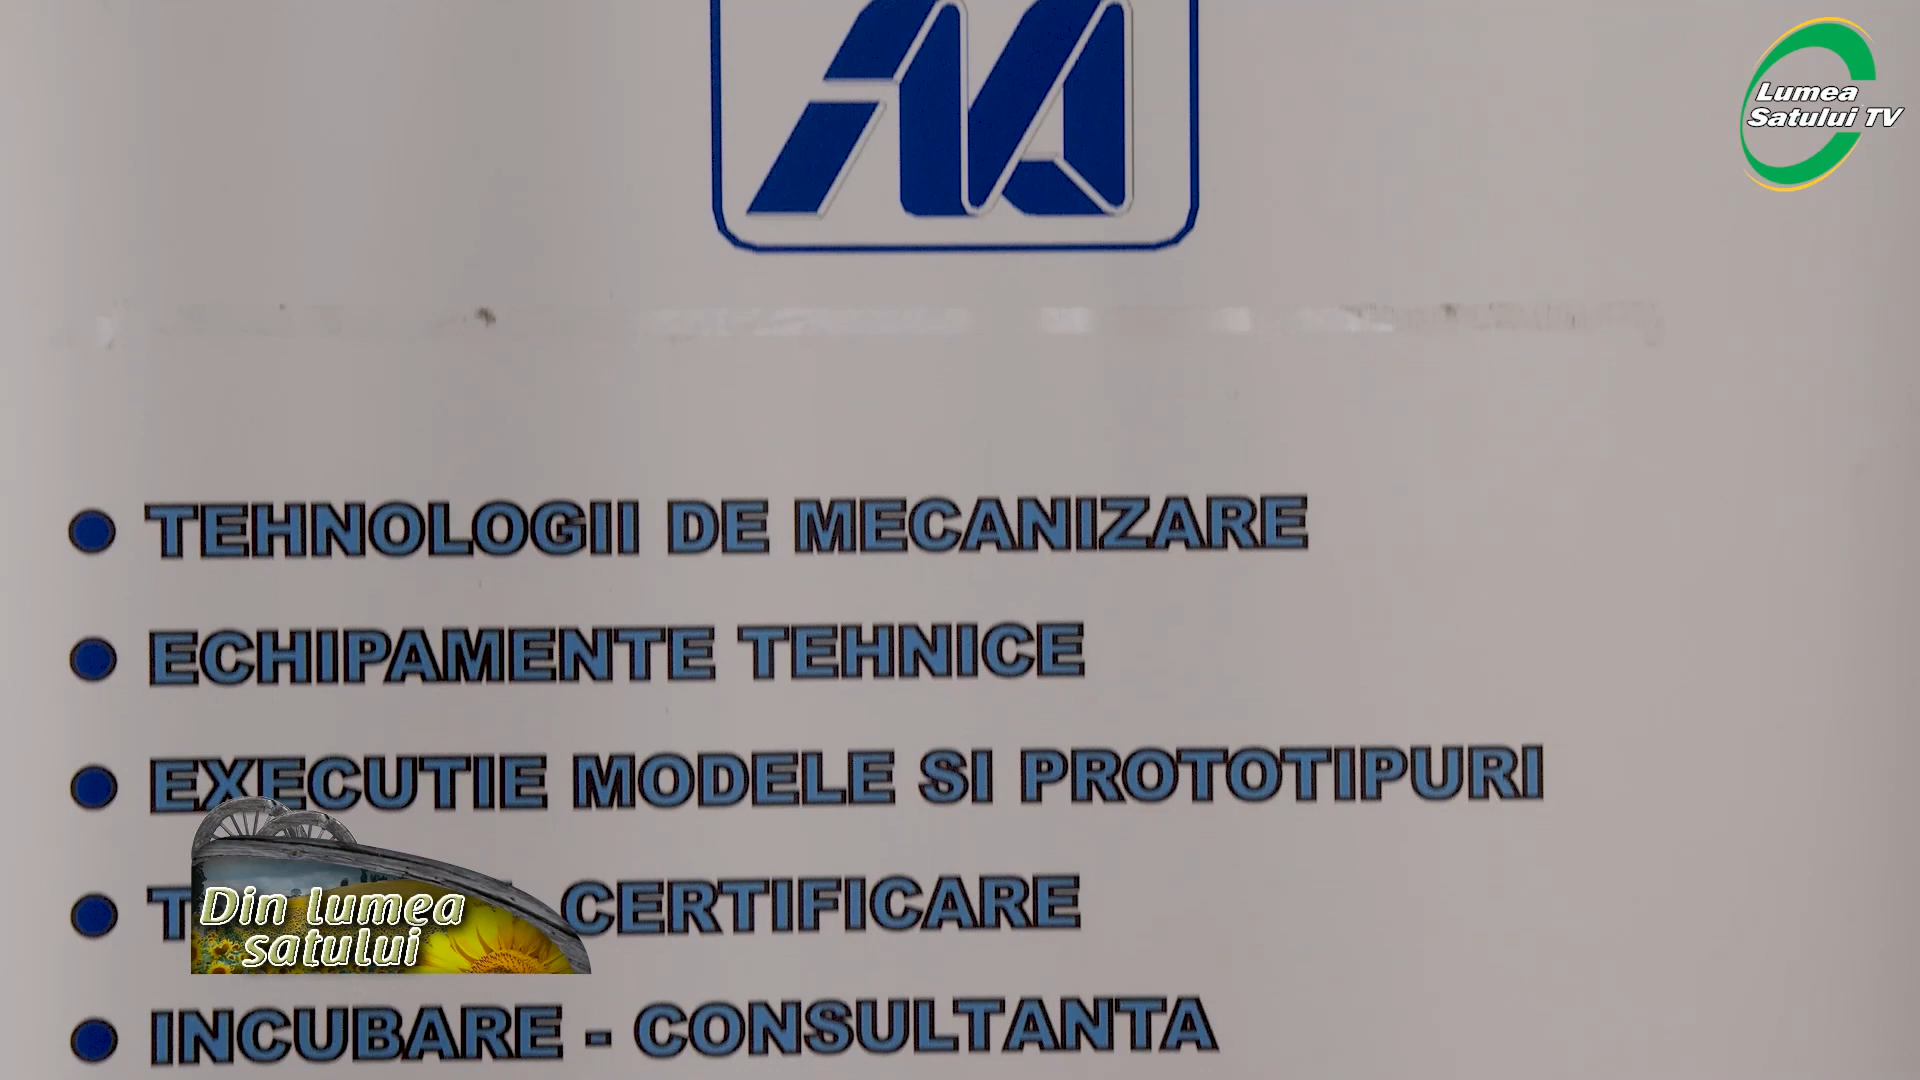 Lumea
Satului TV
TEHNOLOGII DE MECANIZARE
ECHIPAMENTE TEHNICE
EXECUTIE MODELE SI PROTOTIPURI
CERTIFICARE
Din lumea
satului
INCUBARE - CONSULTANTA